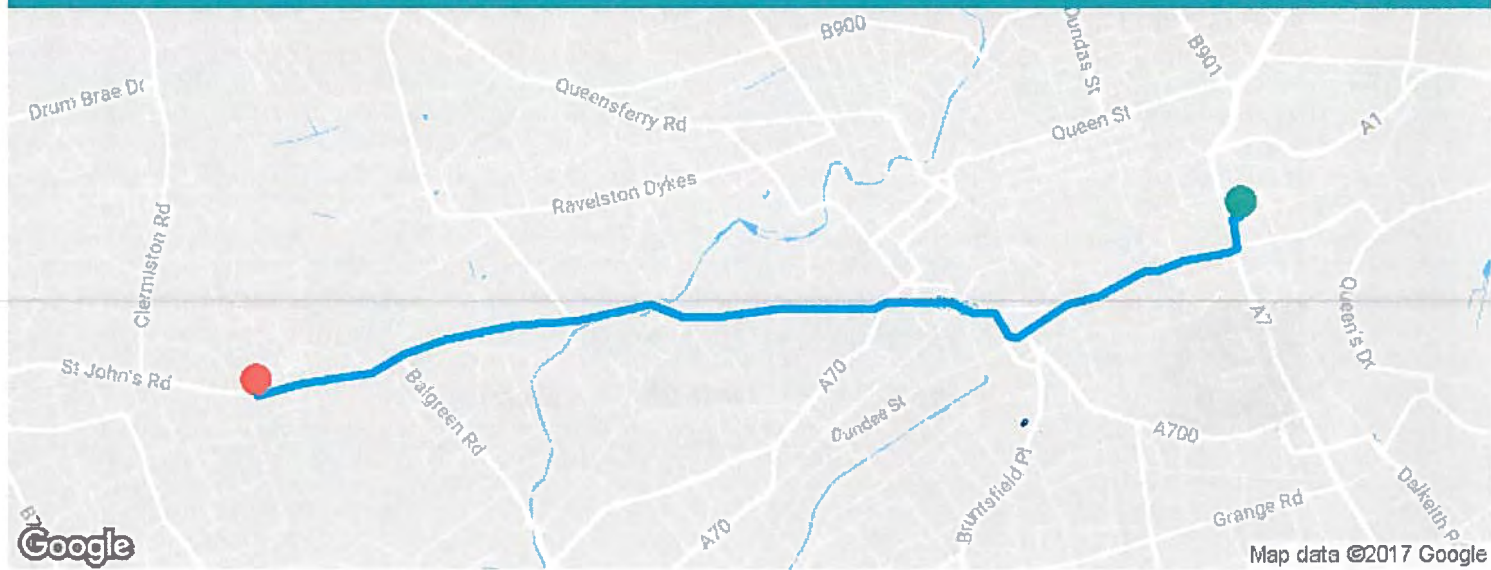 B900
Dundas St
B901
Drum Brae Dr
Queensferry Rd
Queen St
A1
Ravelston Dykes
Clermiston Rd
Queen's Dr
A7
St John's Rd
Balgreen Rd
A70
Dundee St
A700
Bruntsfield Pl
Dalkeith R
Grange Rd
A70
B7
Google
Map data ©2017 Google